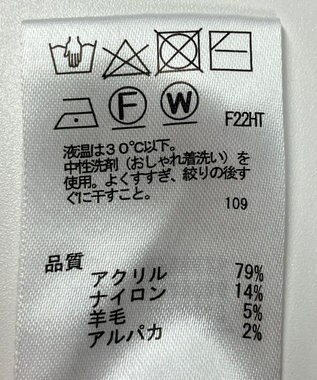 F W F22HT
液温は30℃以下。
中性洗剤（おしゃれ着洗い）を
使用。よくすすぎ、絞りの後す
ぐに干すこと。
109
品質
アクリル 79%
ナイロン 14%
羊毛 5%
アルパカ 2%